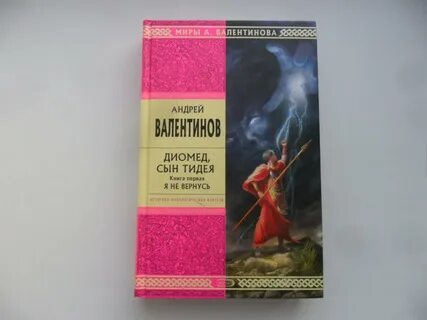 МИРЫ А. ВАЛЕНТИНОВА
АНДРЕЙ
ВАЛЕНТИНОВ
ДИОМЕД,
СЫН ТИДЕЯ
Книга первая
Я НЕ ВЕРНУСЬ